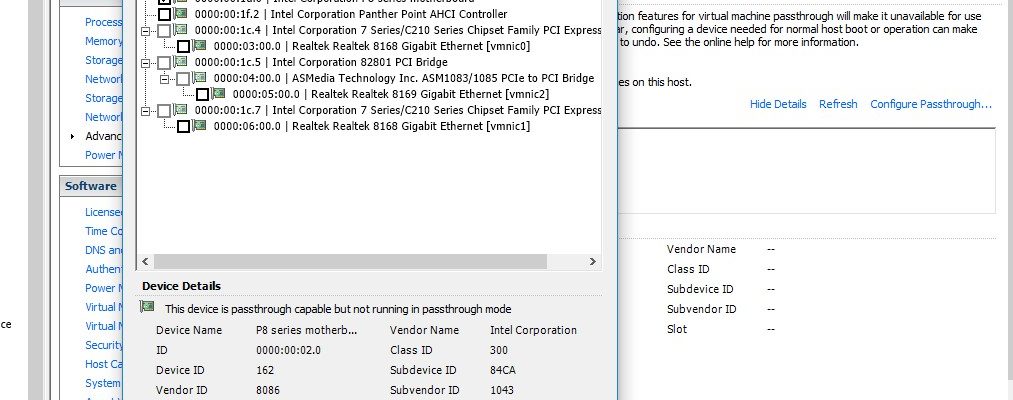 Process
Memory
Storage
Network
Storage
Network
Advanc
Power M
Software
License
Time Co
DNS and
Authent
Power M
Virtual M
Virtual M
Security
Host Ca
System
ce
0000:00:1f.2 | Intel Corporation Panther Point AHCI Controller
0000:00:1c.4 | Intel Corporation 7 Series/C210 Series Chipset Family PCI Express
0000:03:00.0 | Realtek Realtek 8168 Gigabit Ethernet [vmnic0]
0000:00:1c.5 | Intel Corporation 82801 PCI Bridge
0000:04:00.0 | ASMedia Technology Inc. ASM1083/1085 PCIe to PCI Bridge
0000:05:00.0 | Realtek Realtek 8169 Gigabit Ethernet [vmnic2]
0000:00:1c.7 | Intel Corporation 7 Series/C210 Series Chipset Family PCI Express
0000:06:00.0 | Realtek Realtek 8168 Gigabit Ethernet [vmnic1]
Device Details
This device is passthrough capable but not running in passthrough mode
Device Name P8 series motherb... Vendor Name Intel Corporation
ID 0000:00:02.0 Class ID 300
Device ID 162 Subdevice ID 84CA
Vendor ID 8086 Subvendor ID 1043
tion features for virtual machine passthrough will make it unavailable for use
ar, configuring a device needed for normal host boot or operation can make
to undo. See the online help for more information.
es on this host.
Hide Details Refresh Configure Passthrough...
Vendor Name --
Class ID --
Subdevice ID --
Subvendor ID --
Slot --